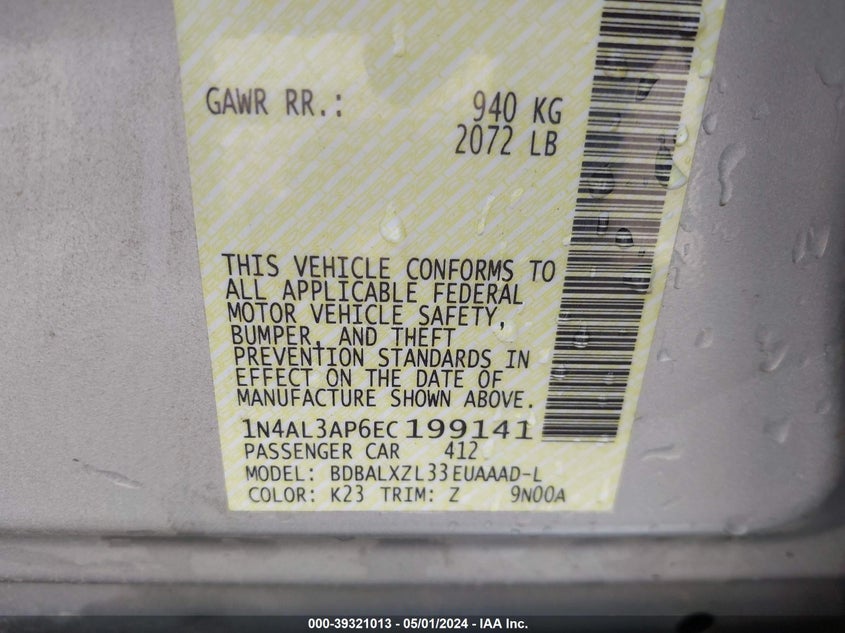 GAWR RR.: 940 KG
2072 LB
THIS VEHICLE CONFORMS TO
ALL APPLICABLE FEDERAL
MOTOR VEHICLE SAFETY,
BUMPER, AND THEFT
PREVENTION STANDARDS IN
EFFECT ON THE DATE OF
MANUFACTURE SHOWN ABOVE.
1N4AL3AP6EC199141
PASSENGER CAR 412
MODEL: BDBALXZL33EUAAAD-L
COLOR: K23 TRIM: Z 9N00A
000-39321013 - 05/01/2024 - IAA Inc.